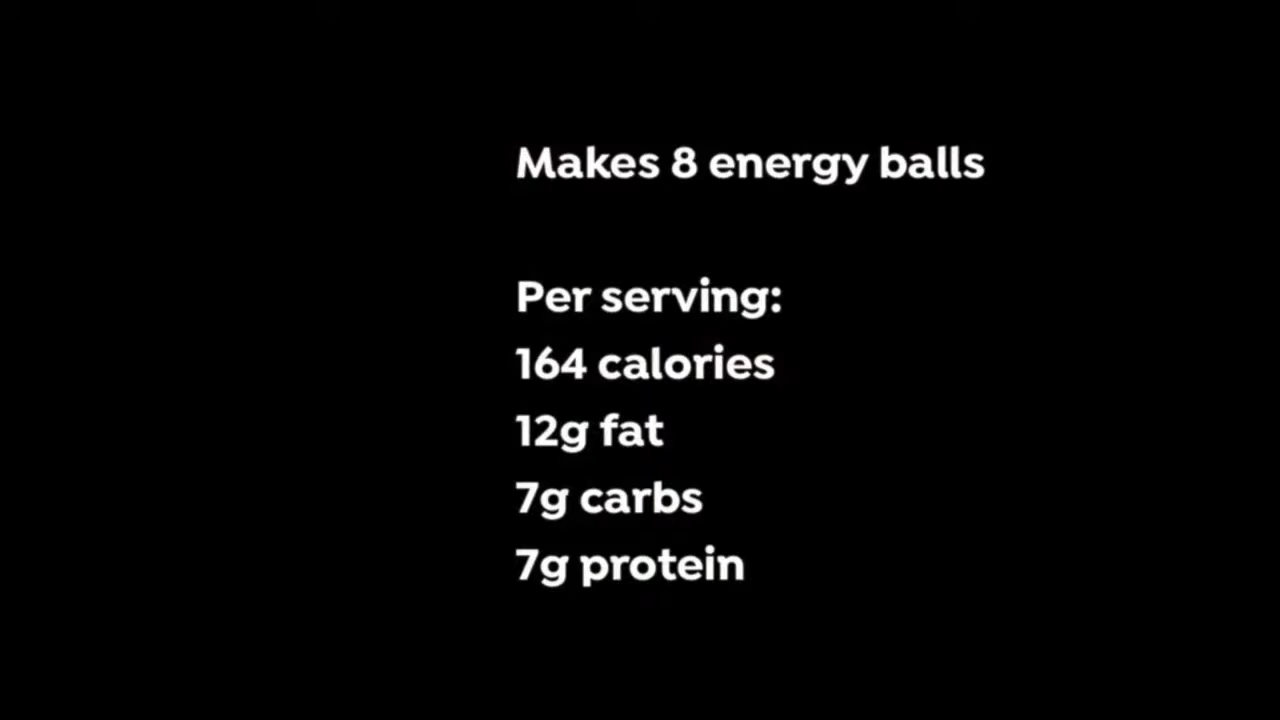 Makes 8 energy balls
Per serving:
164 calories
12g fat
7g carbs
7g protein